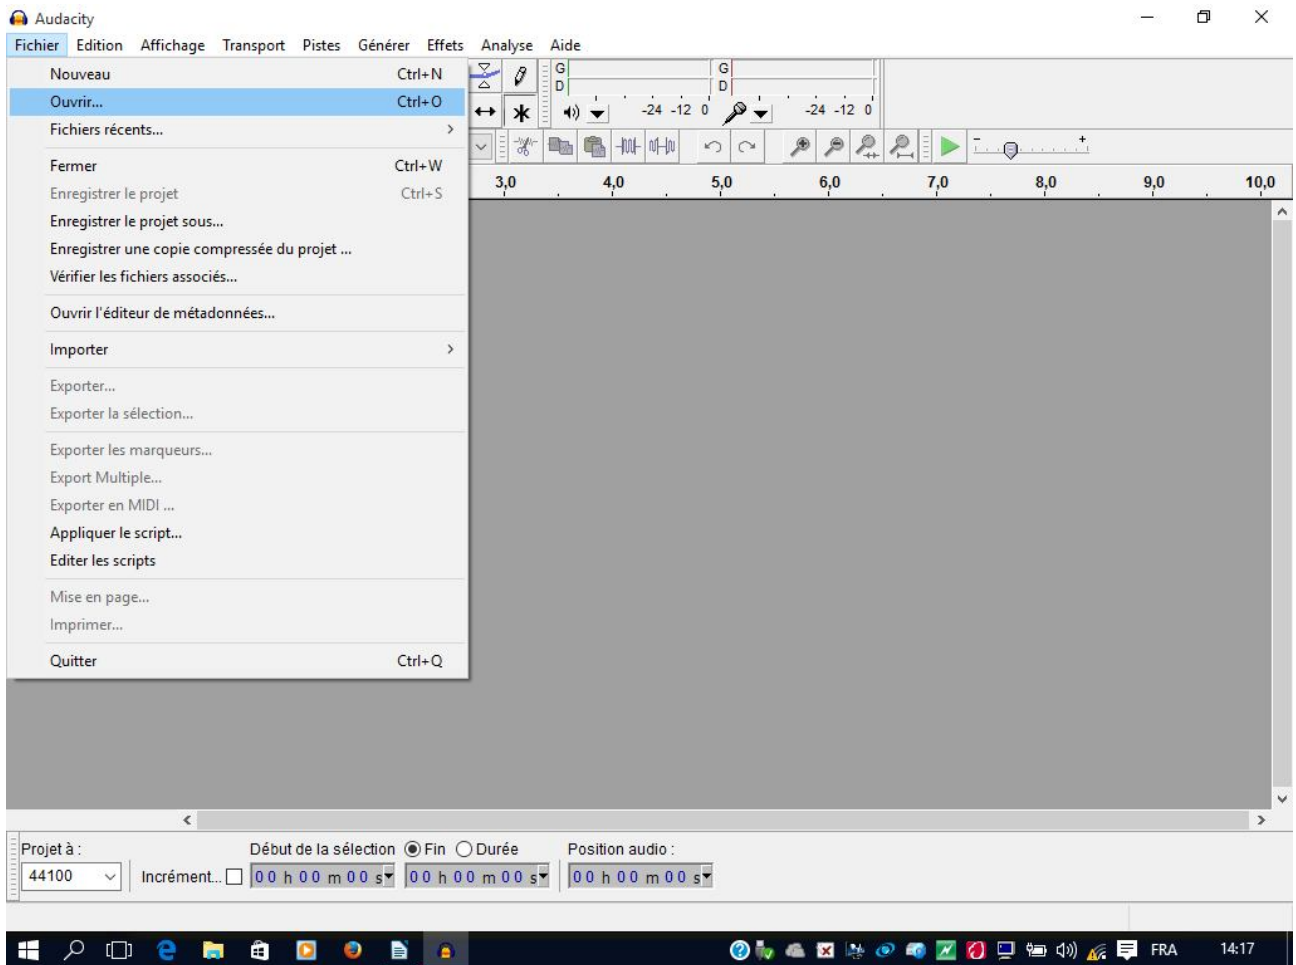 Audacity
Fichier Edition Affichage Transport Pistes Générer Effets Analyse Aide
Nouveau Ctrl+N
Ouvrir... Ctrl+O
Fichiers récents...
Fermer Ctrl+W
Enregistrer le projet Ctrl+S
Enregistrer le projet sous...
Enregistrer une copie compressée du projet ...
Vérifier les fichiers associés...
Ouvrir l'éditeur de métadonnées...
Importer
Exporter...
Exporter la sélection...
Exporter les marqueurs...
Export Multiple...
Exporter en MIDI ...
Appliquer le script...
Editer les scripts
Mise en page...
Imprimer...
Quitter Ctrl+Q
G G
D D
-24 -12 0 -24 -12 0
- +
3,0 4,0 5,0 6,0 7,0 8,0 9,0 10,0
Projet à : Début de la sélection Fin Durée Position audio :
44100 Incrément... 00 h 00 m 00 s 00 h 00 m 00 s 00 h 00 m 00 s
FRA 14:17